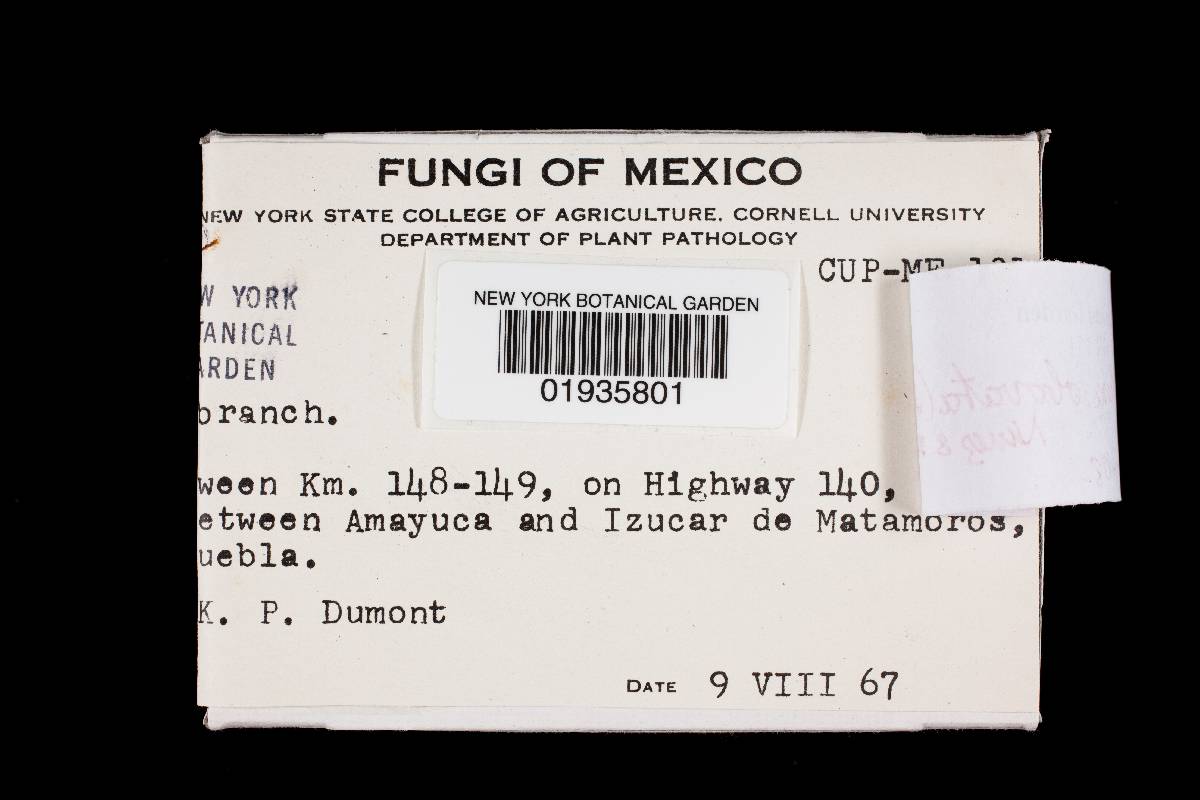 FUNGI OF MEXICO
NEW YORK STATE COLLEGE OF AGRICULTURE, CORNELL UNIVERSITY
DEPARTMENT OF PLANT PATHOLOGY
CUP-ME
W YORK
TANICAL
ARDEN
NEW YORK BOTANICAL GARDEN
01935801
branch.
ween Km. 148-149, on Highway 140,
etween Amayuca and Izucar de Matamoros,
uebla.
K. P. Dumont
DATE 9 VIII 67